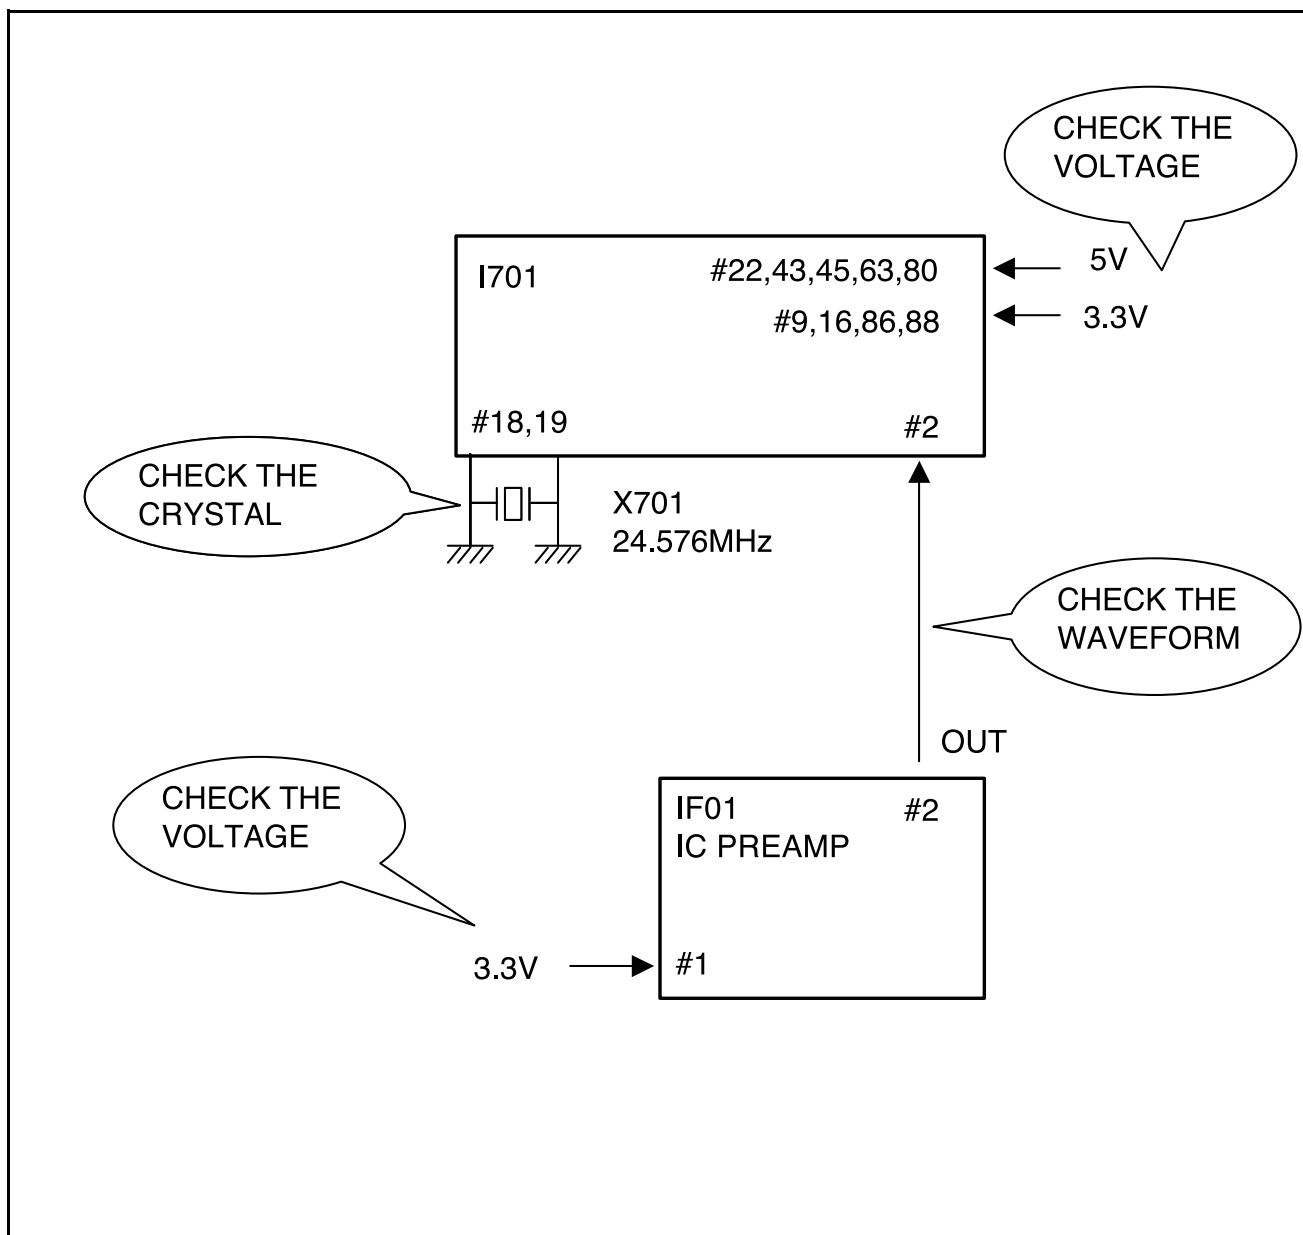 CHECK THE
VOLTAGE
I701
#22,43,45,63,80
5V
#9,16,86,88
3.3V
#18,19
#2
CHECK THE
CRYSTAL
X701
24.576MHz
CHECK THE
WAVEFORM
OUT
CHECK THE
VOLTAGE
IF01
#2
IC PREAMP
3.3V
#1